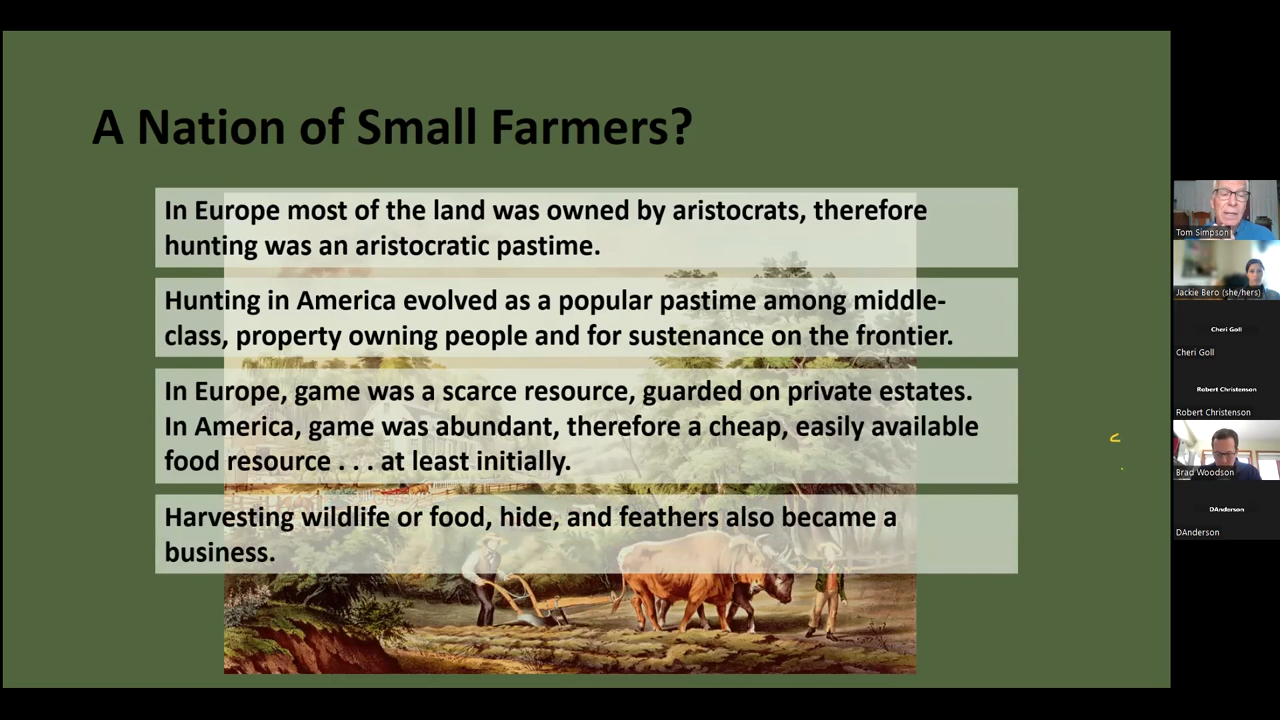 A Nation of Small Farmers?
In Europe most of the land was owned by aristocrats, therefore
hunting was an aristocratic pastime.
Hunting in America evolved as a popular pastime among middle-
class, property owning people and for sustenance on the frontier.
In Europe, game was a scarce resource, guarded on private estates.
In America, game was abundant, therefore a cheap, easily available
food resource . . . at least initially.
Harvesting wildlife or food, hide, and feathers also became a
business.
Tom Simpson
Jackie Bero (she/hers)
Cheri Goll
Cheri Goll
Robert Christenson
Robert Christenson
Brad Woodson
DAnderson
DAnderson